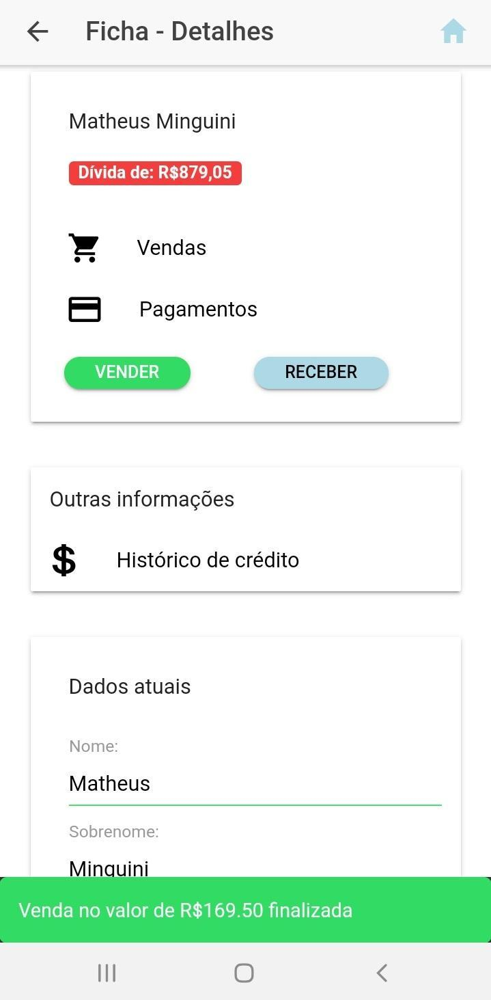 Ficha - Detalhes
Matheus Minguini
Dívida de: R$879,05
Vendas
Pagamentos
VENDER RECEBER
Outras informações
Histórico de crédito
Dados atuais
Nome:
Matheus
Sobrenome:
Minguini
Venda no valor de R$169.50 finalizada